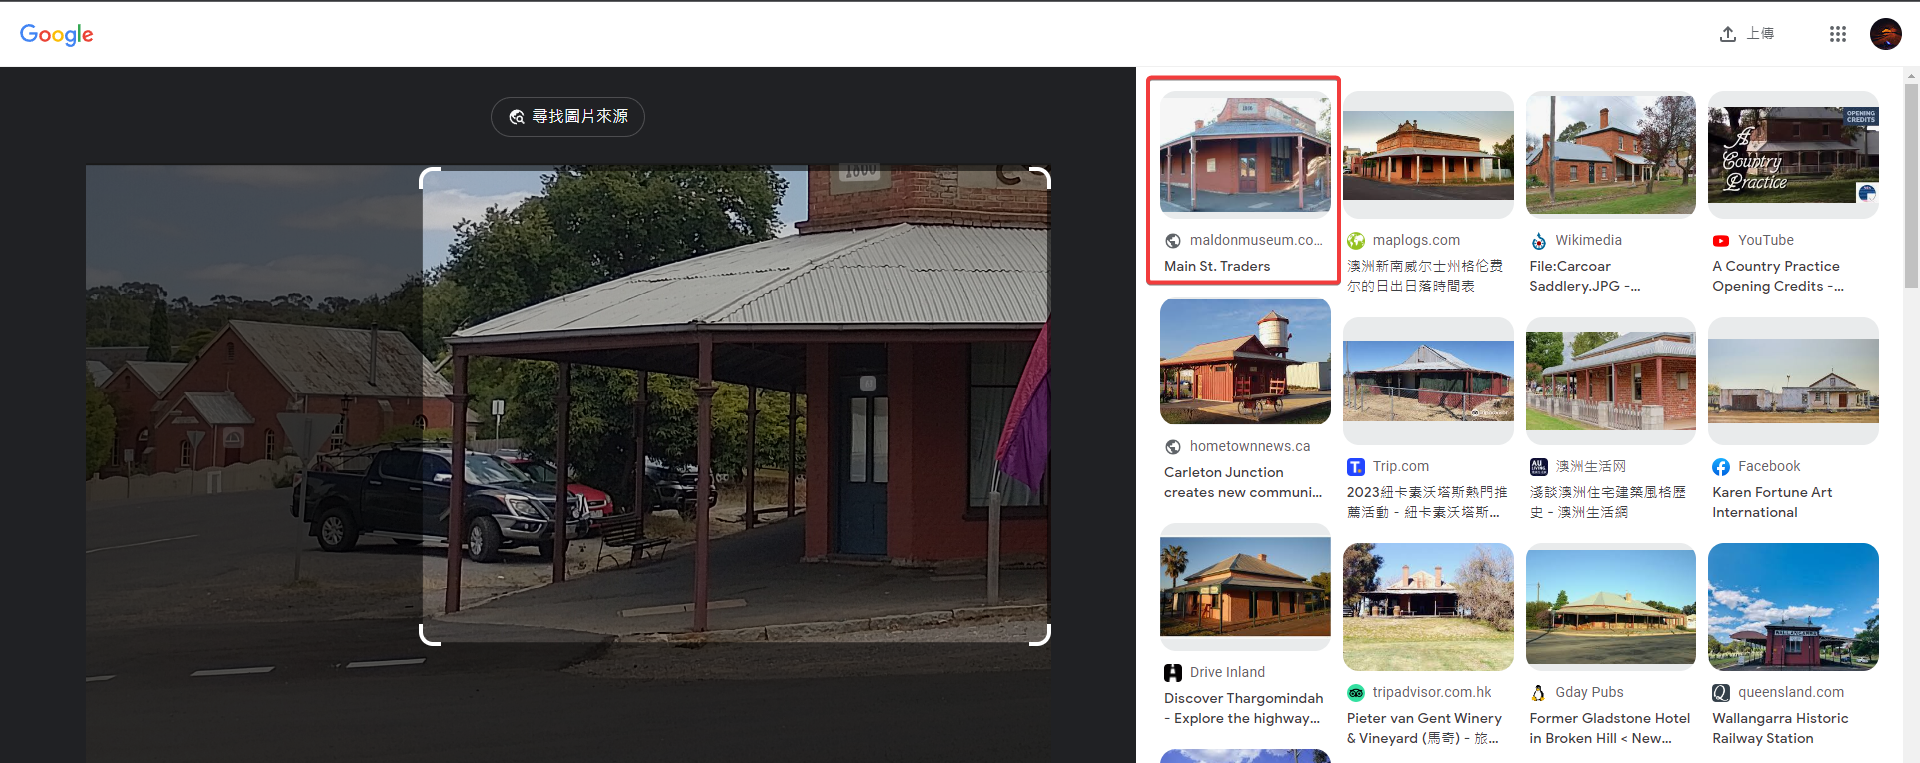 Google
上傳
尋找圖片來源
C
maldonmuseum.co...
Main St. Traders
maplogs.com
澳洲新南威尔士州格伦费
尔的日出日落時間表
Wikimedia
File:Carcoar
Saddlery.JPG -...
OPENING
CREDITS
A
Country
Practice
YouTube
A Country Practice
Opening Credits -...
hometownnews.ca
Carleton Junction
creates new communi...
Trip.com
2023紐卡素沃塔斯熱門推
薦活動 - 紐卡素沃塔斯...
澳洲生活网
淺談澳洲住宅建築風格歷
史 - 澳洲生活網
Facebook
Karen Fortune Art
International
Drive Inland
Discover Thargomindah
- Explore the highway...
tripadvisor.com.hk
Pieter van Gent Winery
& Vineyard (馬奇) - 旅...
Gday Pubs
Former Gladstone Hotel
in Broken Hill < New...
WALLANGARRA
queensland.com
Wallangarra Historic
Railway Station